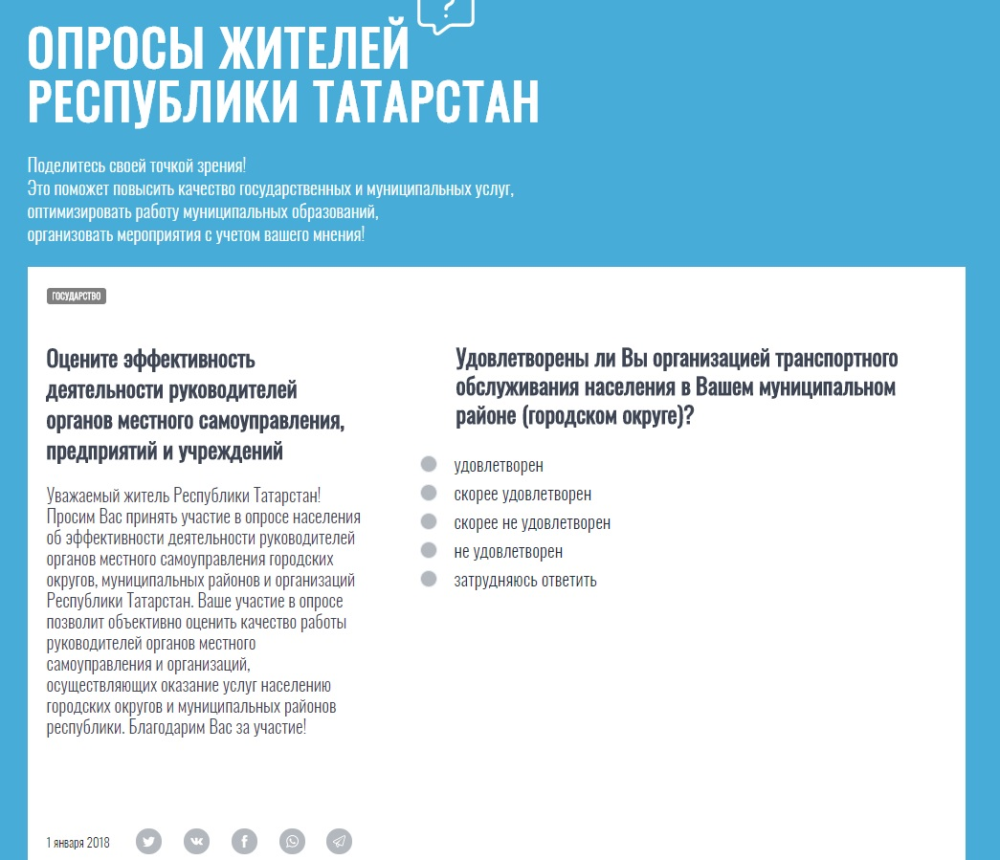 ?
ОПРОСЫ ЖИТЕЛЕЙ
РЕСПУБЛИКИ ТАТАРСТАН
Поделитесь своей точкой зрения!
Это поможет повысить качество государственных и муниципальных услуг,
оптимизировать работу муниципальных образований,
организовать мероприятия с учетом вашего мнения!
ГОСУДАРСТВО
Оцените эффективность
деятельности руководителей
органов местного самоуправления,
предприятий и учреждений
Уважаемый житель Республики Татарстан!
Просим Вас принять участие в опросе населения
об эффективности деятельности руководителей
органов местного самоуправления городских
округов, муниципальных районов и организаций
Республики Татарстан. Ваше участие в опросе
позволит объективно оценить качество работы
руководителей органов местного
самоуправления и организаций,
осуществляющих оказание услуг населению
городских округов и муниципальных районов
республики. Благодарим Вас за участие!
1 января 2018
Удовлетворены ли Вы организацией транспортного
обслуживания населения в Вашем муниципальном
районе (городском округе)?
удовлетворен
скорее удовлетворен
скорее не удовлетворен
не удовлетворен
затрудняюсь ответить